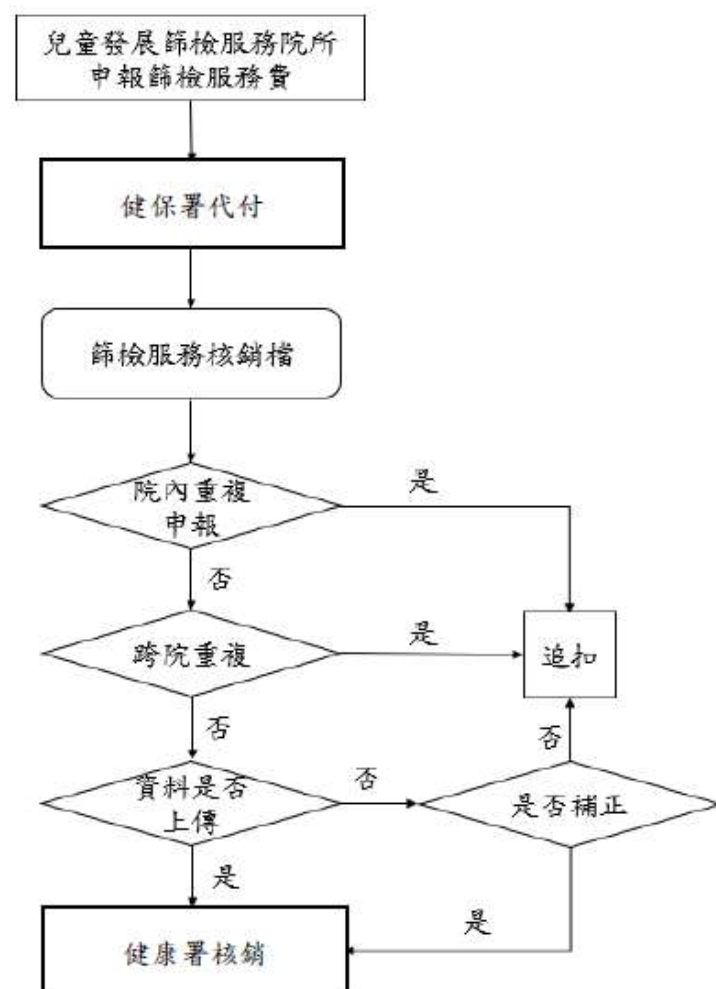 兒童發展篩檢服務院所
申報篩檢服務費
健保署代付
篩檢服務核銷檔
院內重複
申報
是
否
跨院重複
是
追扣
否
否
資料是否
上傳
否
是否補正
是
是
健康署核銷